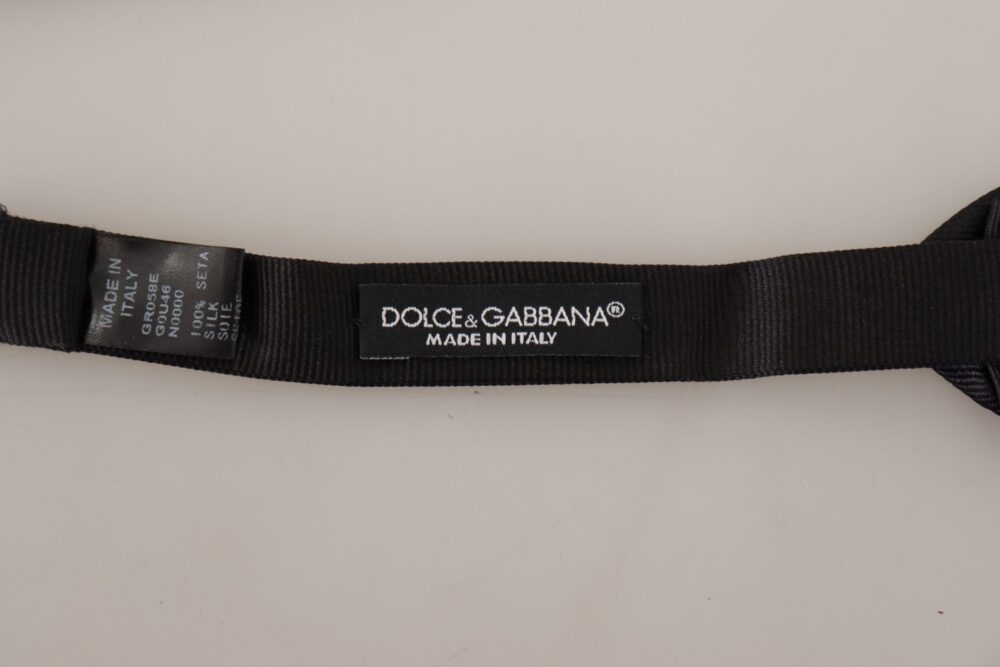 MADE IN
ITALY
GR058E
G0U46
N0000
100% SETA
SILK
SOIE
DOLCE & GABBANA®
MADE IN ITALY